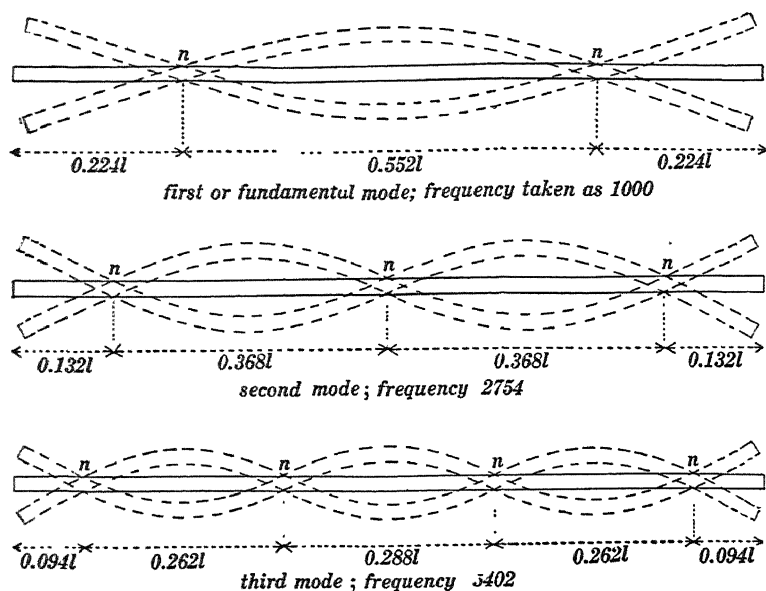 n n
0.224l 0.552l 0.224l
first or fundamental mode; frequency taken as 1000
n n n
0.132l 0.368l 0.368l 0.132l
second mode; frequency 2754
n n n n
0.094l 0.262l 0.288l 0.262l 0.094l
third mode; frequency